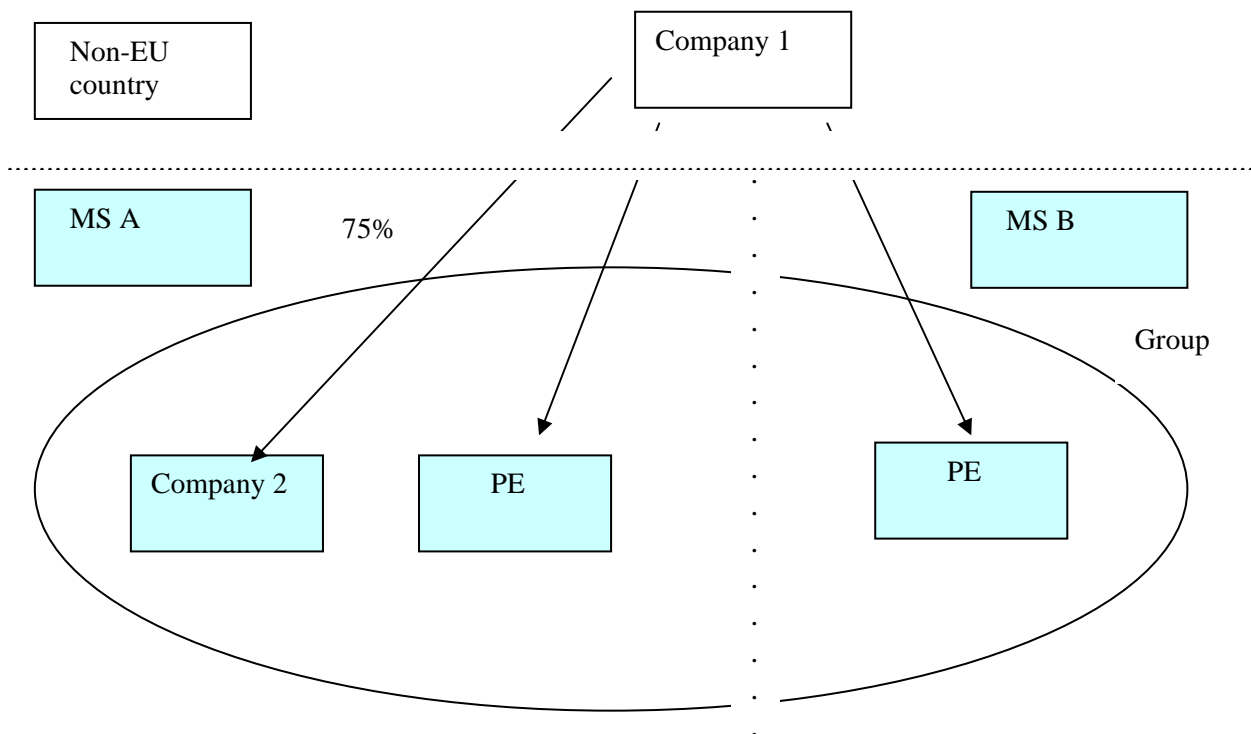 Non-EU
country
Company 1
MS A
75%
MS B
Group
Company 2
PE
PE